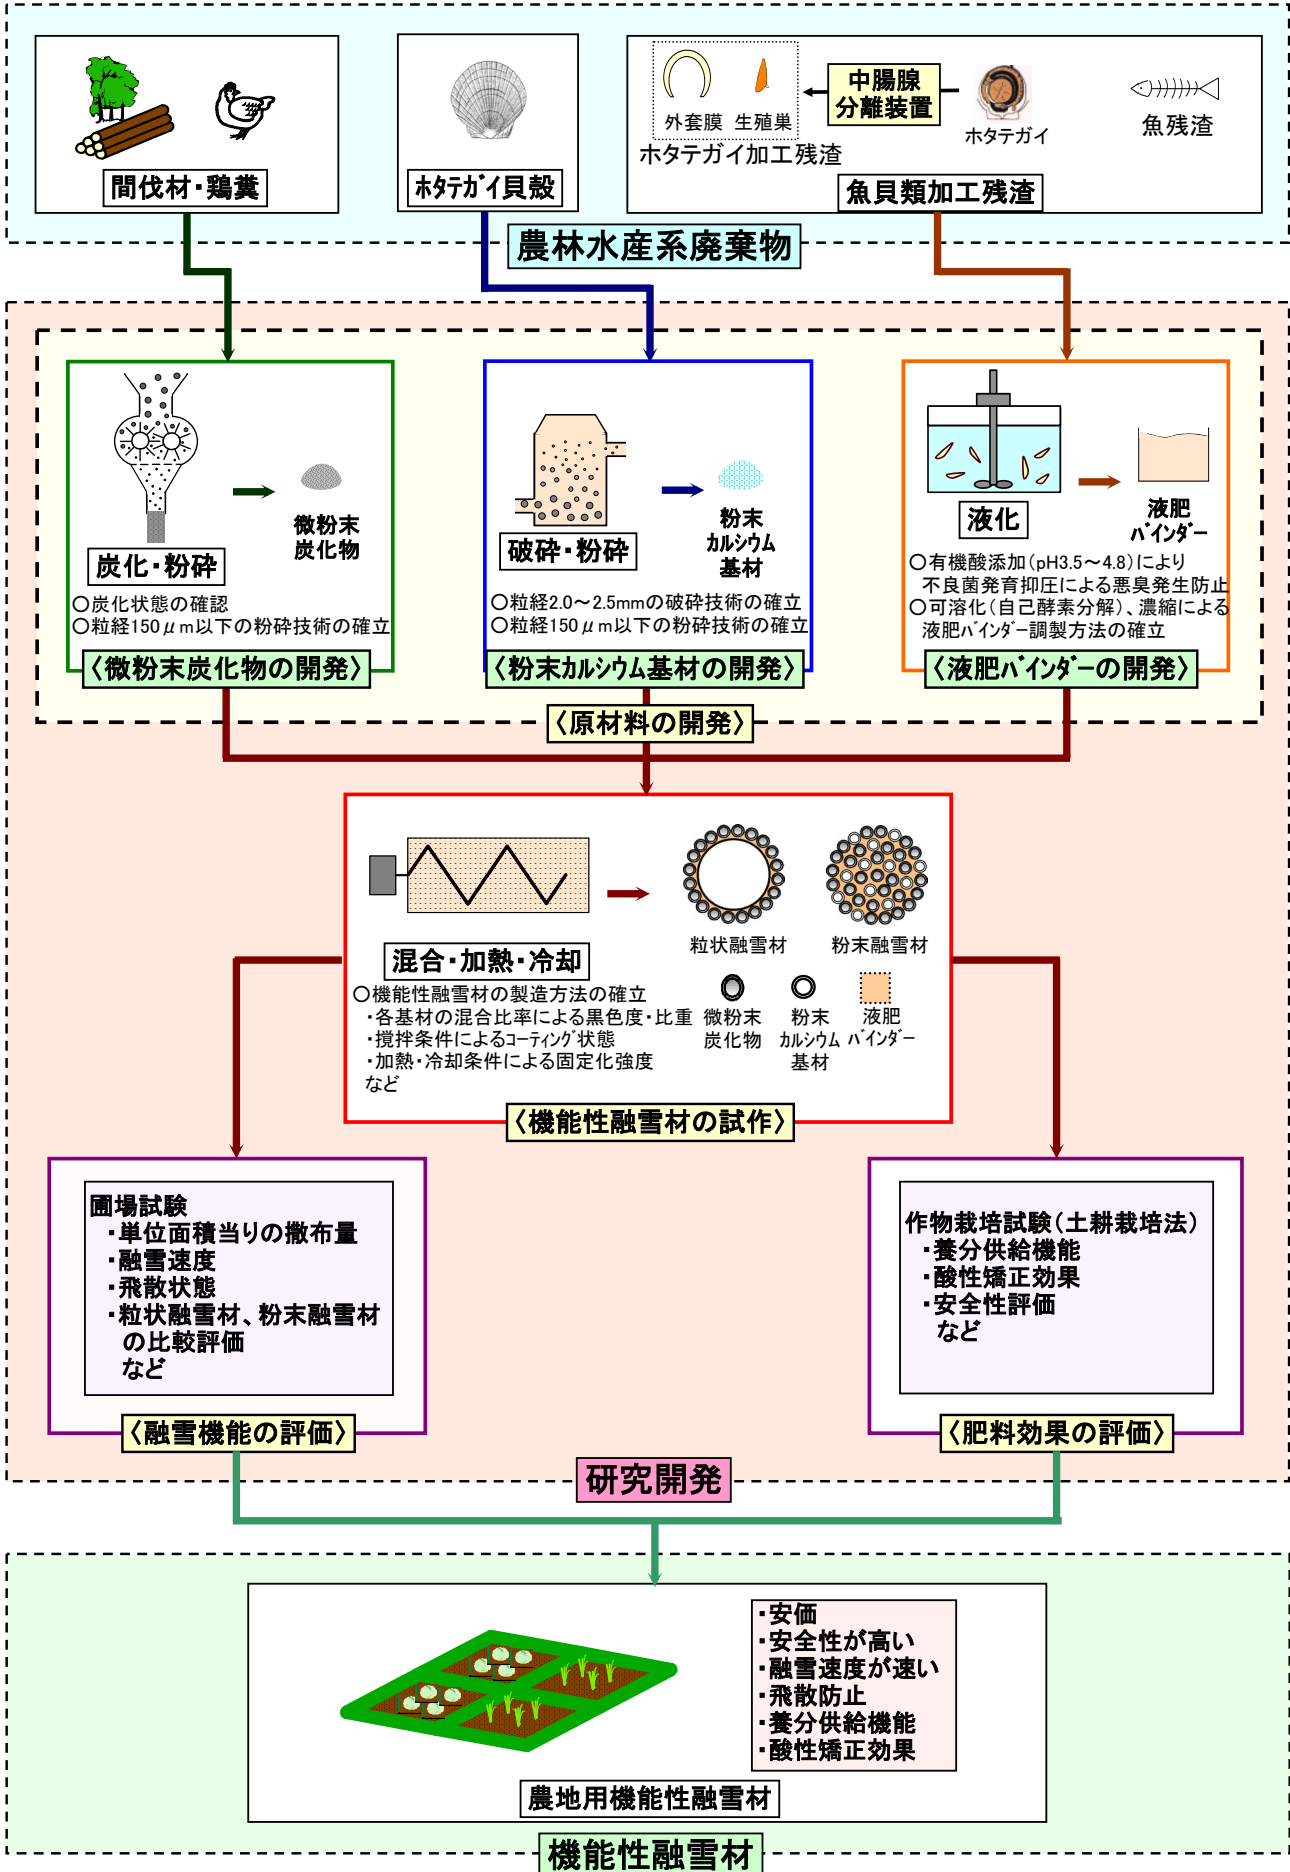 外套膜
生殖巣
ホタテガイ加工残渣
中腸腺
分離装置
ホタテガイ
魚残渣
間伐材・鶏糞
ホタテガイ貝殻
魚貝類加工残渣
農林水産系廃棄物
微粉末
炭化物
炭化・粉砕
○炭化状態の確認
○粒経150μm以下の粉砕技術の確立
〈微粉末炭化物の開発〉
粉末
カルシウム
基材
破砕・粉砕
○粒経2.0～2.5mmの破砕技術の確立
○粒経150μm以下の粉砕技術の確立
〈粉末カルシウム基材の開発〉
液化
液肥
バインダー
○有機酸添加（pH3.5～4.8）により
不良菌発育抑圧による悪臭発生防止
○可溶化（自己酵素分解）、濃縮による
液肥バインダー調製方法の確立
〈液肥バインダーの開発〉
〈原材料の開発〉
粒状融雪材
粉末融雪材
混合・加熱・冷却
○機能性融雪材の製造方法の確立
・各基材の混合比率による黒色度・比重
・撹拌条件によるコーティング状態
・加熱・冷却条件による固定化強度
など
微粉末
炭化物
粉末
カルシウム
基材
液肥
バインダー
〈機能性融雪材の試作〉
圃場試験
・単位面積当りの撒布量
・融雪速度
・飛散状態
・粒状融雪材、粉末融雪材
の比較評価
など
〈融雪機能の評価〉
作物栽培試験（土耕栽培法）
・養分供給機能
・酸性矯正効果
・安全性評価
など
〈肥料効果の評価〉
研究開発
・安価
・安全性が高い
・融雪速度が速い
・飛散防止
・養分供給機能
・酸性矯正効果
農地用機能性融雪材
機能性融雪材